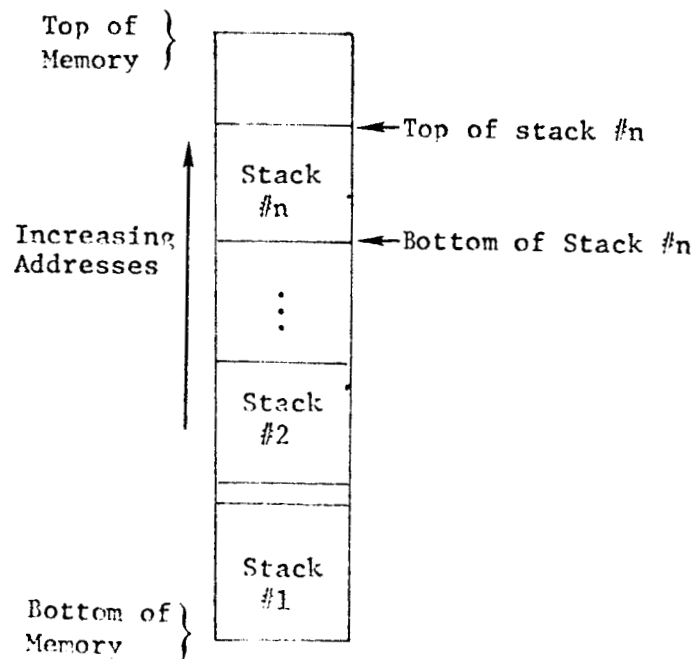 Top of
Memory
Top of stack #n
Stack
#n
Increasing
Addresses
Bottom of Stack #n
Stack
#2
Stack
#1
Bottom of
Memory